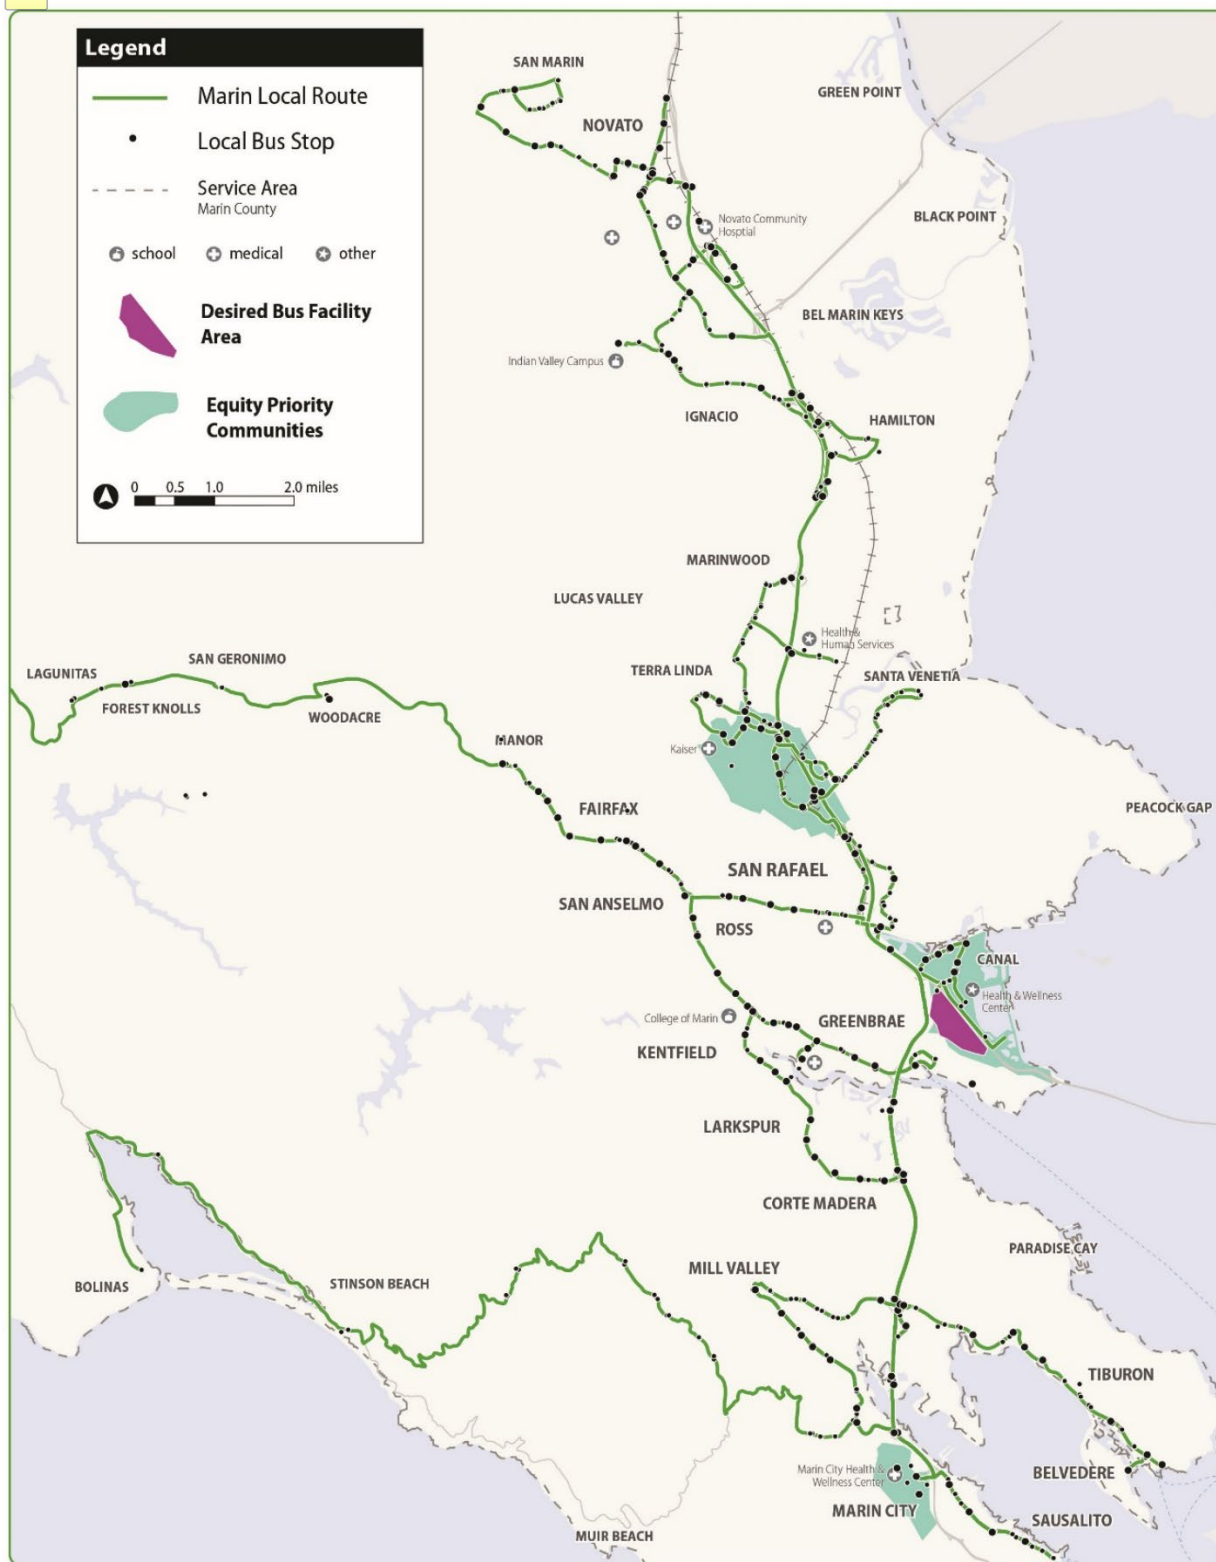 Legend
Marin Local Route
Local Bus Stop
Service Area
Marin County
school
medical
other
Desired Bus Facility
Area
Equity Priority
Communities
0 0.5 1.0 2.0 miles
SAN MARIN
GREEN POINT
NOVATO
BLACK POINT
Novato Community
Hosptial
BEL MARIN KEYS
Indian Valley Campus
IGNACIO
HAMILTON
MARINWOOD
LUCAS VALLEY
Health &
Human Services
SAN GERONIMO
LAGUNITAS
TERRA LINDA
SANTA VENETIA
FOREST KNOLLS
WOODACRE
MANOR
Kaiser
FAIRFAX
PEACOCK GAP
SAN RAFAEL
SAN ANSELMO
ROSS
CANAL
Health & Wellness
Center
College of Marin
GREENBRAE
KENTFIELD
LARKSPUR
CORTE MADERA
PARADISE CAY
MILL VALLEY
BOLINAS
STINSON BEACH
TIBURON
Marin City Health &
Wellness Center
BELVEDERE
MARIN CITY
SAUSALITO
MUIR BEACH